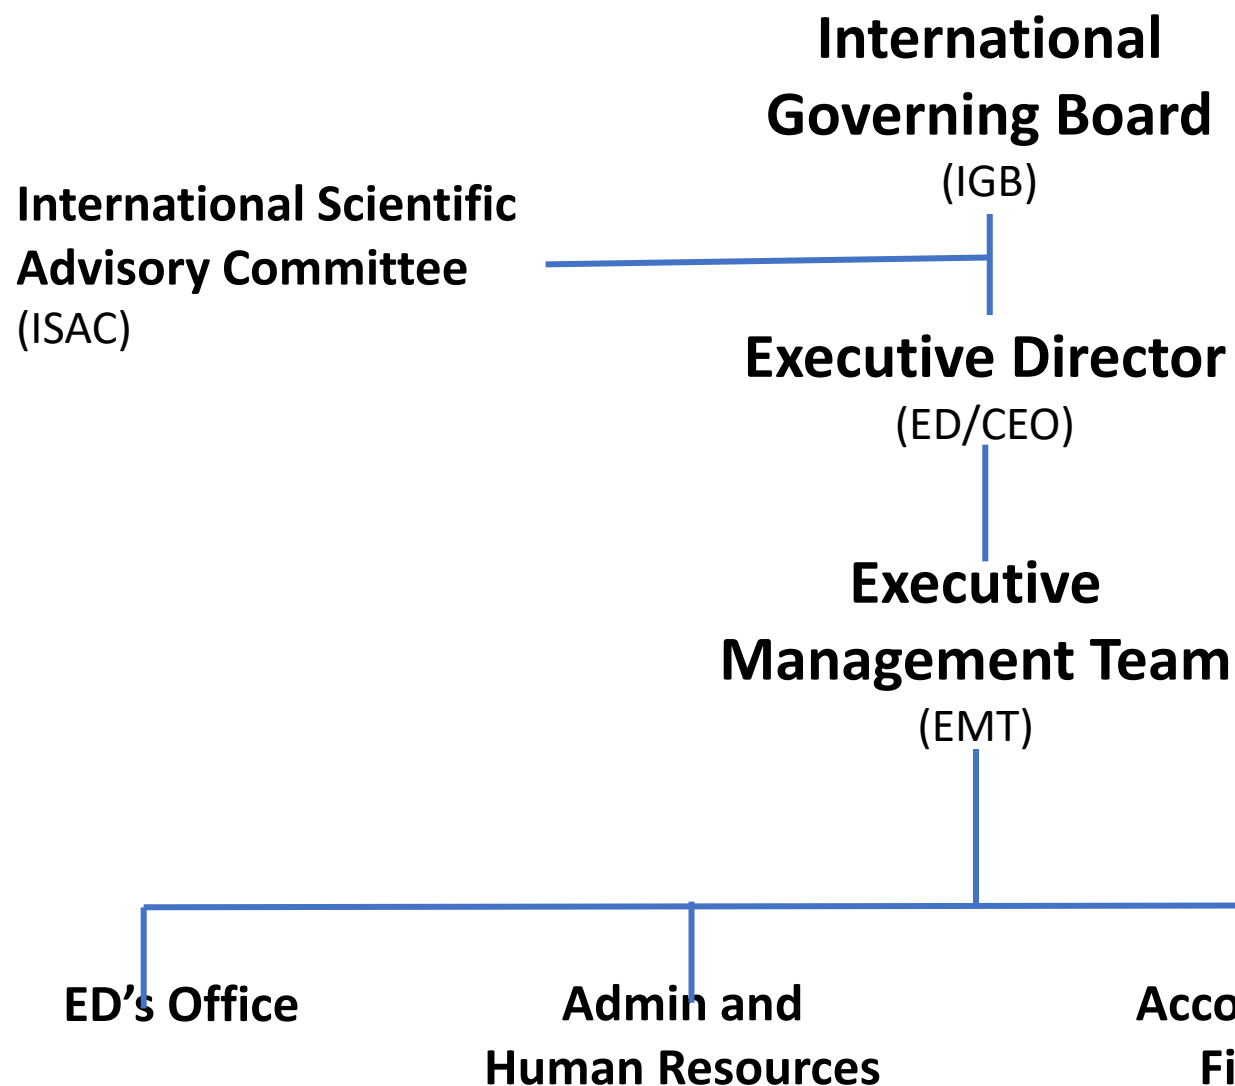 International
Governing Board
(IGB)
International Scientific
Advisory Committee
(ISAC)
Executive Director
(ED/CEO)
Executive
Management Team
(EMT)
ED’s Office
Admin and
Human Resources